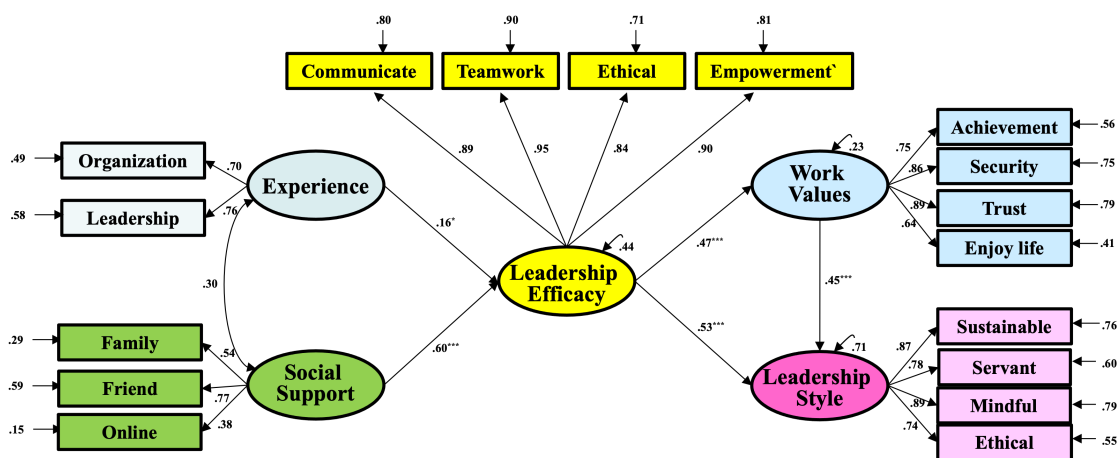 .80
.90
.71
.81
Communicate
Teamwork
Ethical
Empowerment`
.89
.95
.84
.90
.49
Organization
.70
.58
Leadership
.76
Experience
.30
.29
Family
.54
.59
Friend
.77
.15
Online
.38
Social
Support
.16*
.60***
Leadership
Efficacy
.44
.47***
.53***
Work
Values
.23
.45***
Leadership
Style
.71
.75
Achievement
.56
.86
Security
.75
.89
Trust
.79
.64
Enjoy life
.41
.87
Sustainable
.76
.78
Servant
.60
.89
Mindful
.79
.74
Ethical
.55